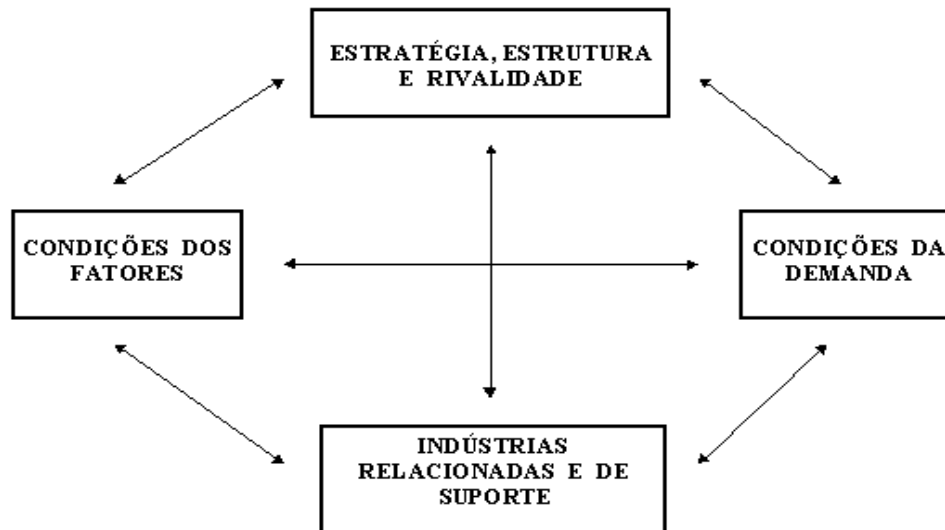 ESTRATÉGIA, ESTRUTURA
E RIVALIDADE
CONDIÇÕES DOS
FATORES
CONDIÇÕES DA
DEMANDA
INDÚSTRIAS
RELACIONADAS E DE
SUPORTE